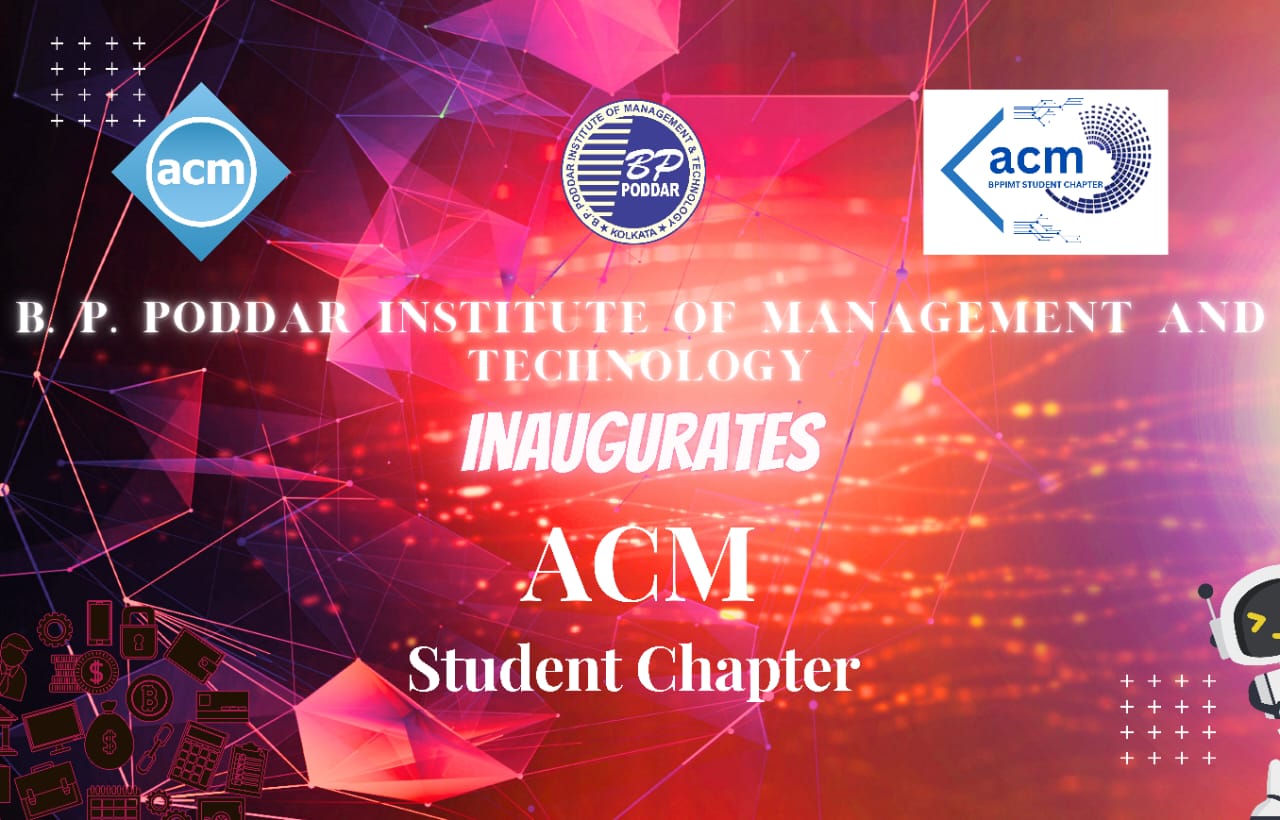 acm
B.P. PODDAR INSTITUTE OF MANAGEMENT & TECHNOLOGY
★ KOLKATA ★
BP
PODDAR
acm
BPPIMT STUDENT CHAPTER
B. P. PODDAR INSTITUTE OF MANAGEMENT AND
TECHNOLOGY
INAUGURATES
ACM
Student Chapter